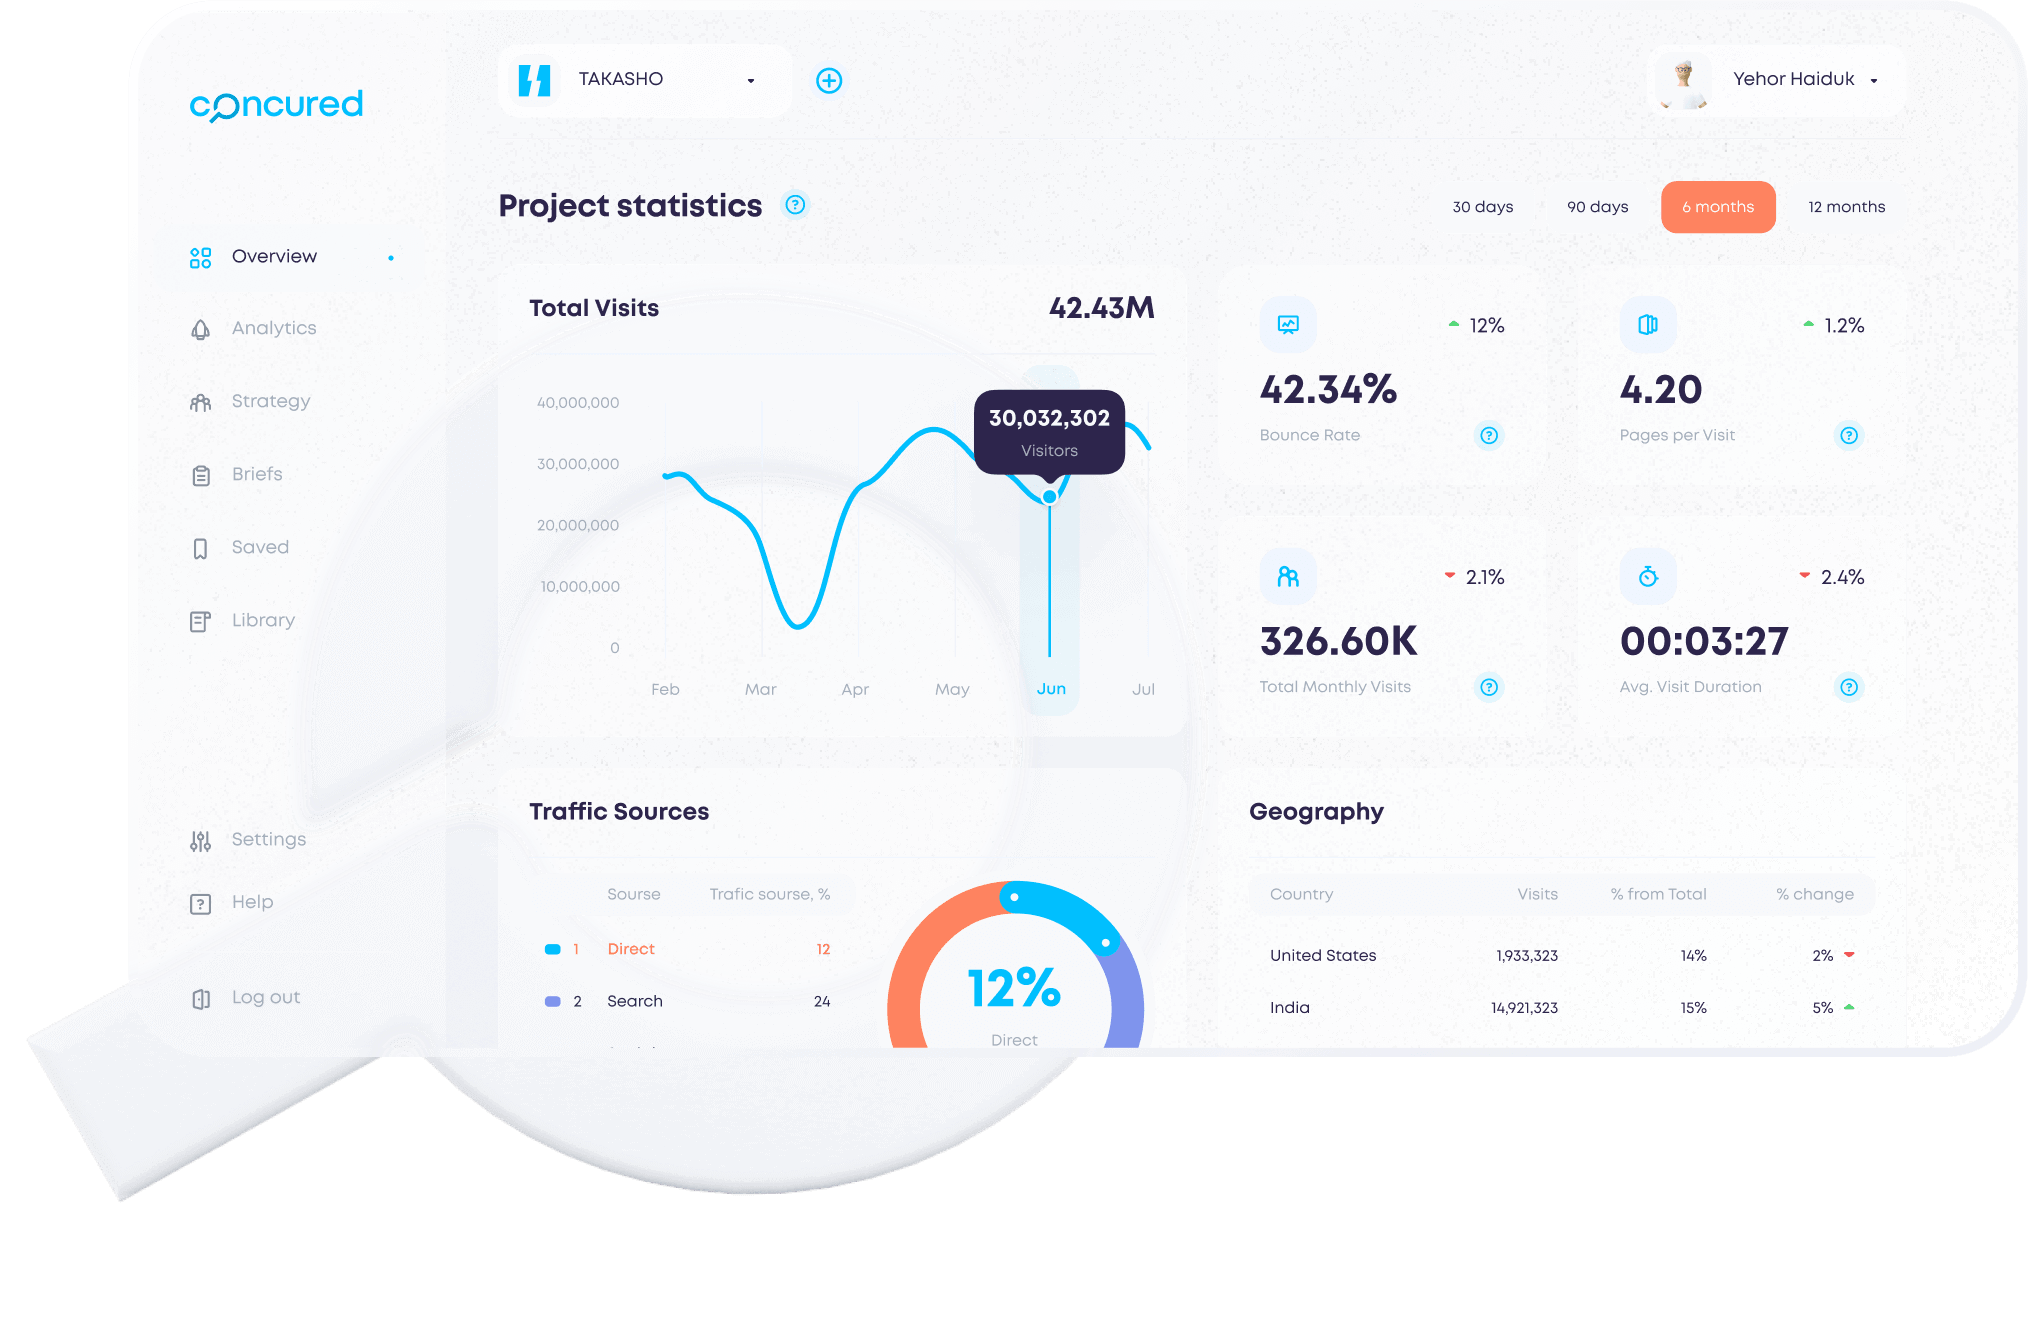 concured
TAKASHO
Yehor Haiduk
Overview
Analytics
Strategy
Briefs
Saved
Library
Settings
Help
Log out
Project statistics
30 days
90 days
6 months
12 months
Total Visits
42.43M
40,000,000
30,000,000
20,000,000
10,000,000
0
30,032,302
Visitors
Feb Mar Apr May Jun Jul
12%
42.34%
Bounce Rate
1.2%
4.20
Pages per Visit
2.1%
326.60K
Total Monthly Visits
2.4%
00:03:27
Avg. Visit Duration
Traffic Sources
Sourse Trafic sourse, %
1 Direct 12
2 Search 24
12%
Direct
Geography
Country Visits % from Total % change
United States 1,933,323 14% 2%
India 14,921,323 15% 5%